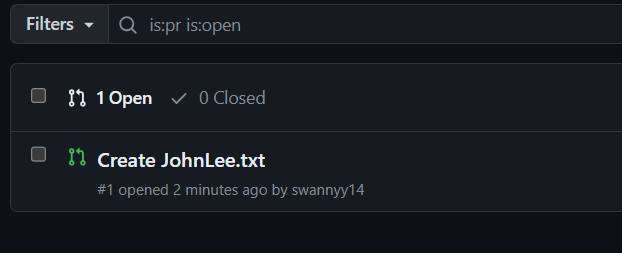 Filters is:pr is:open
1 Open 0 Closed
Create JohnLee.txt
#1 opened 2 minutes ago by swannyy14